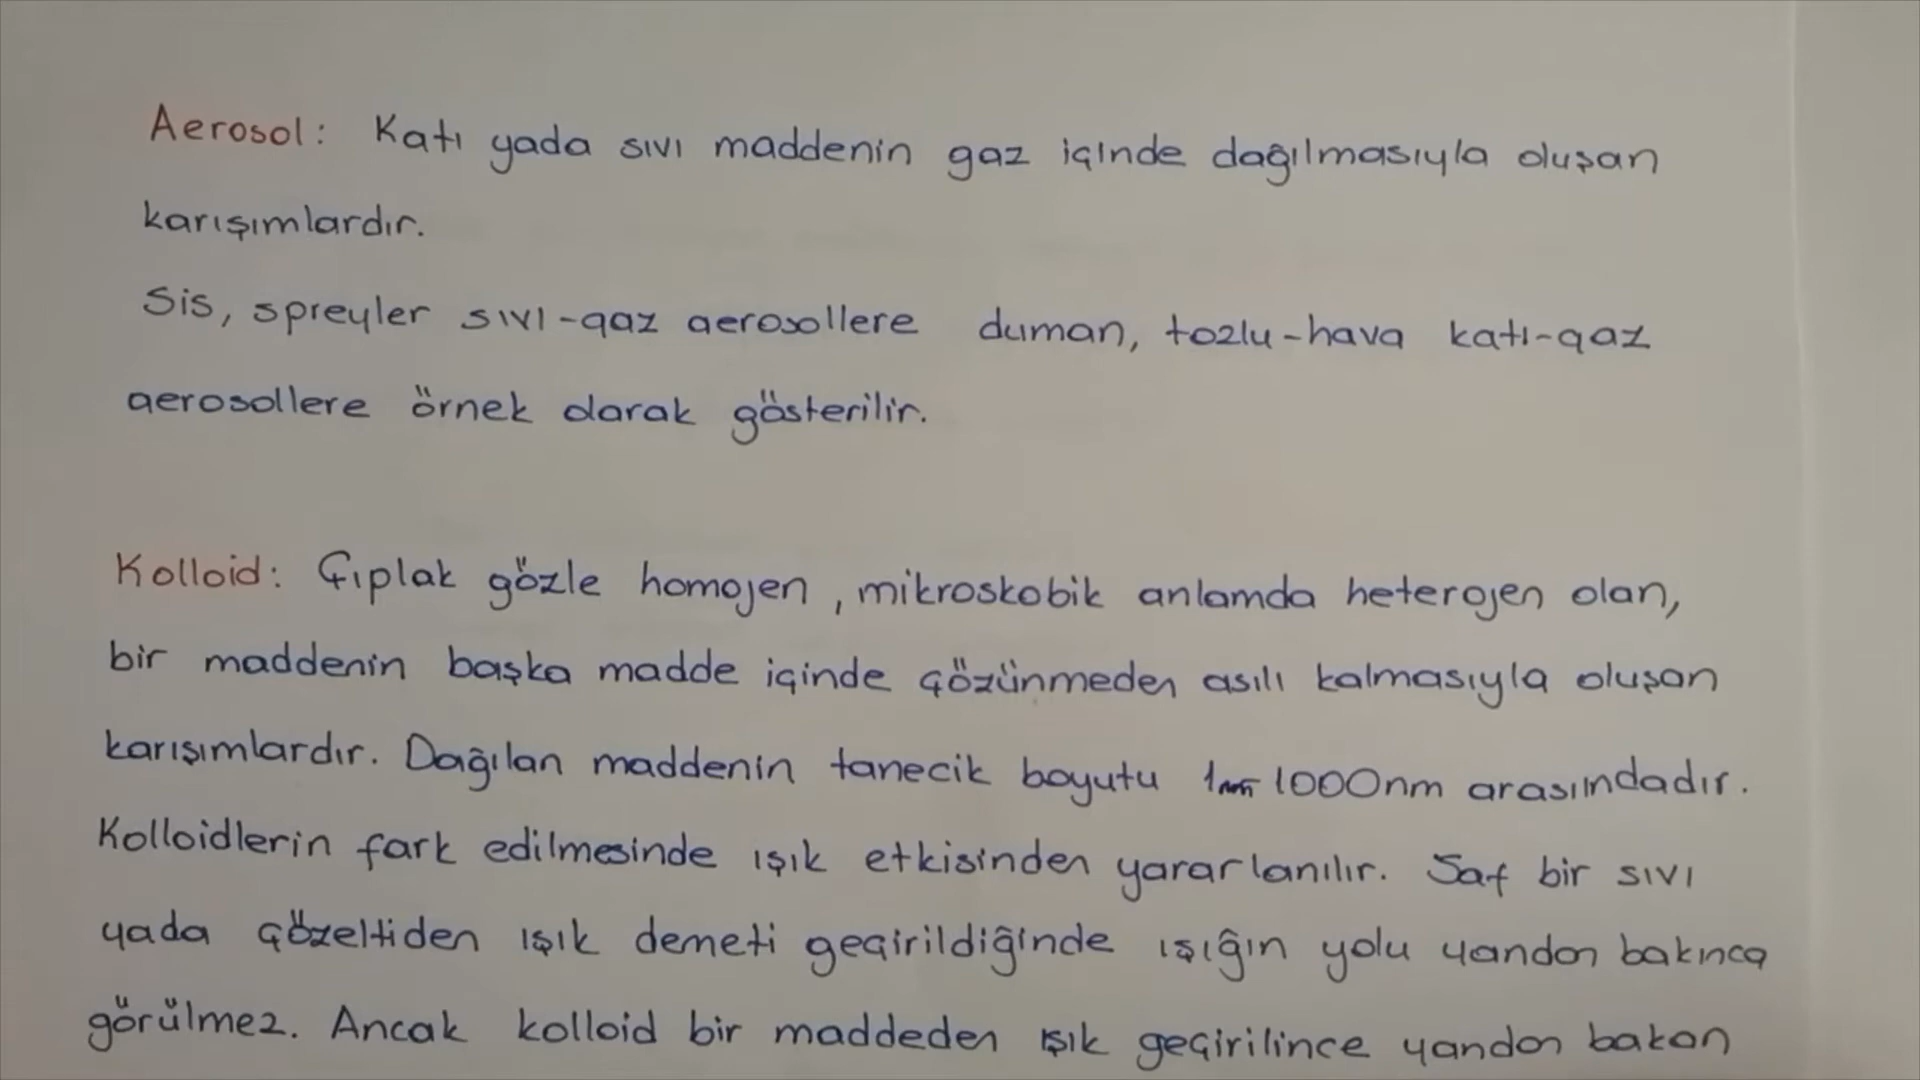 Aerosol: Katı yada sıvı maddenin gaz içinde dağılmasıyla oluşan
karışımlardır.
Sis, spreyler sıvı-gaz aerosollere duman, tozlu-hava katı-gaz
aerosollere örnek olarak gösterilir.
Kolloid: Çıplak gözle homojen, mikroskobik anlamda heterojen olan,
bir maddenin başka madde içinde çözünmeden asılı kalmasıyla oluşan
karışımlardır. Dağılan maddenin tanecik boyutu 1nm 1000nm arasındadır.
Kolloidlerin fark edilmesinde ışık etkisinden yararlanılır. Saf bir sıvı
yada çözeltiden ışık demeti geçirildiğinde ışığın yolu yandan bakınca
görülmez. Ancak kolloid bir maddeden ışık geçirilince yandan bakan